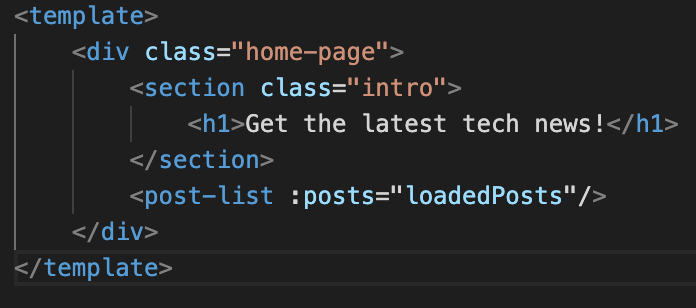 <template>
<div class="home-page">
<section class="intro">
<h1>Get the latest tech news!</h1>
</section>
<post-list :posts="loadedPosts"/>
</div>
</template>